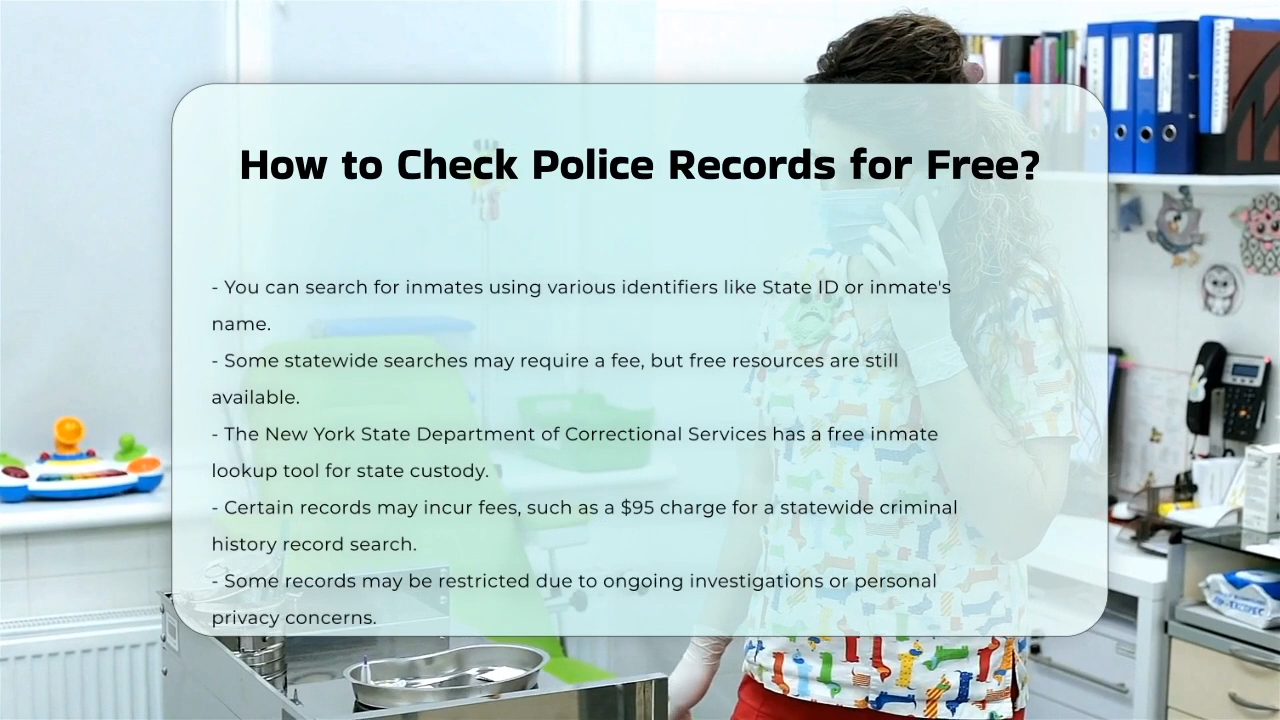 How to Check Police Records for Free?
- You can search for inmates using various identifiers like State ID or inmate's
name.
- Some statewide searches may require a fee, but free resources are still
available.
- The New York State Department of Correctional Services has a free inmate
lookup tool for state custody.
- Certain records may incur fees, such as a $95 charge for a statewide criminal
history record search.
- Some records may be restricted due to ongoing investigations or personal
privacy concerns.